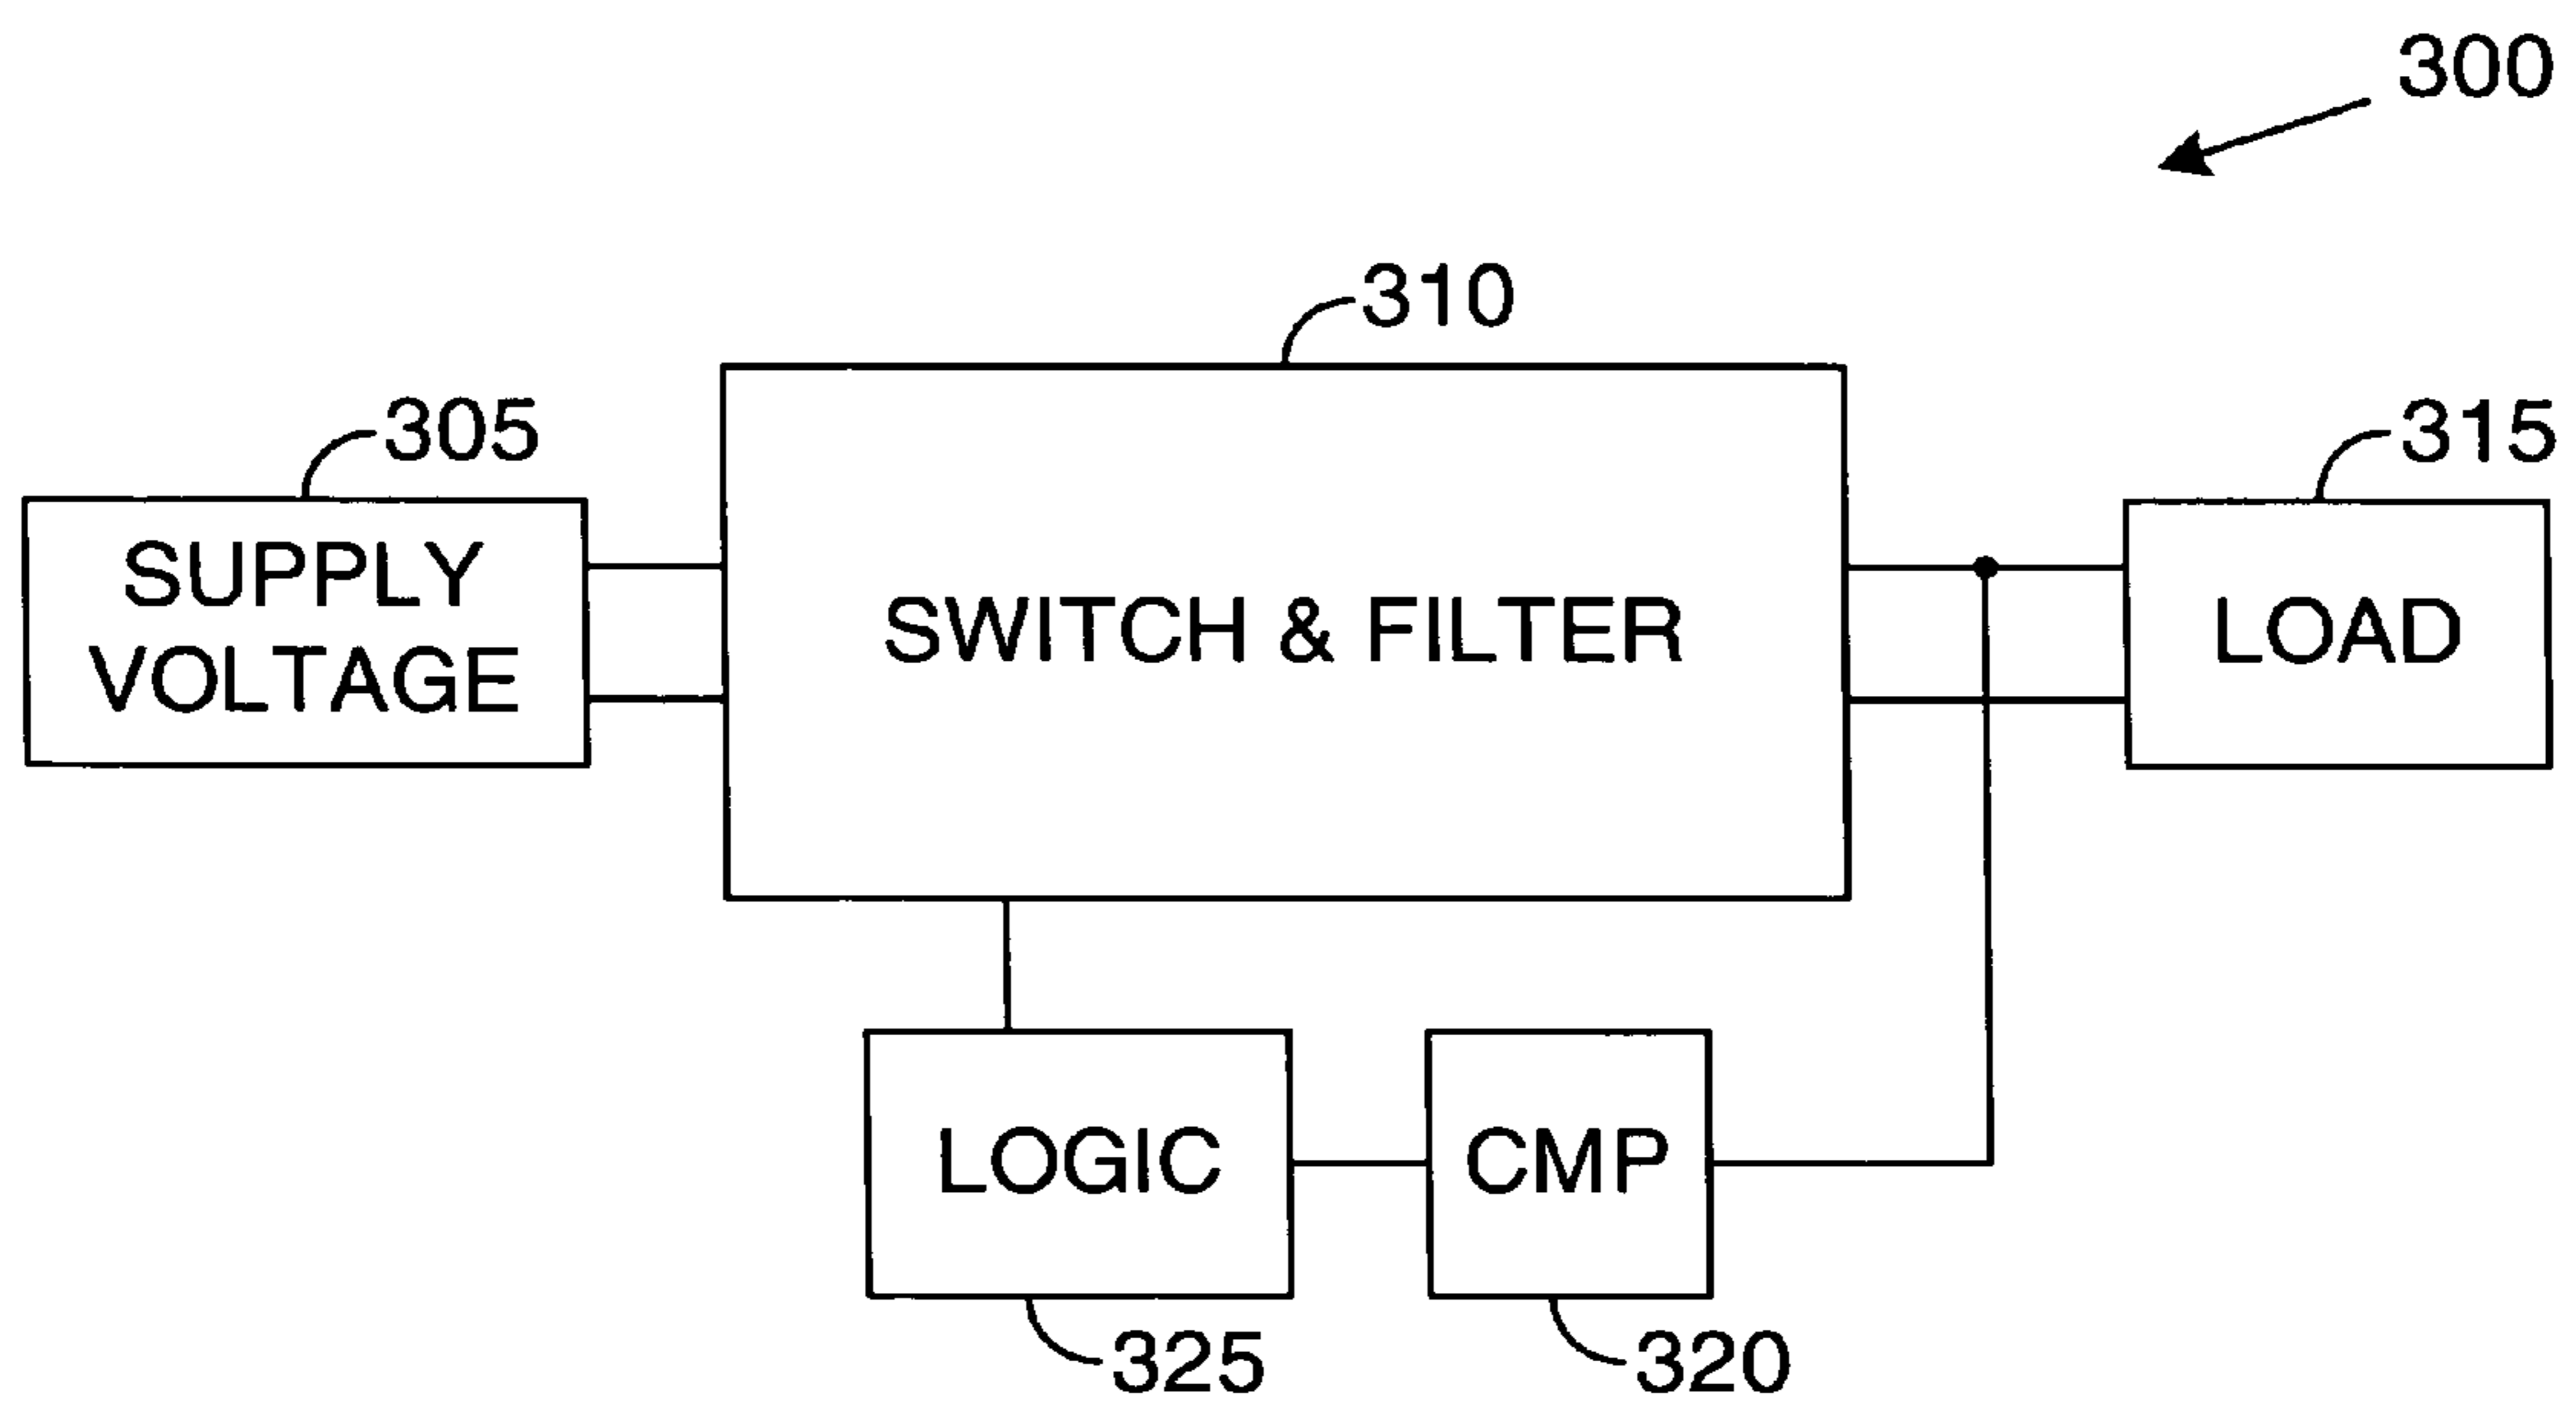 300
310
305
315
SUPPLY
VOLTAGE
SWITCH & FILTER
LOAD
LOGIC
CMP
325
320